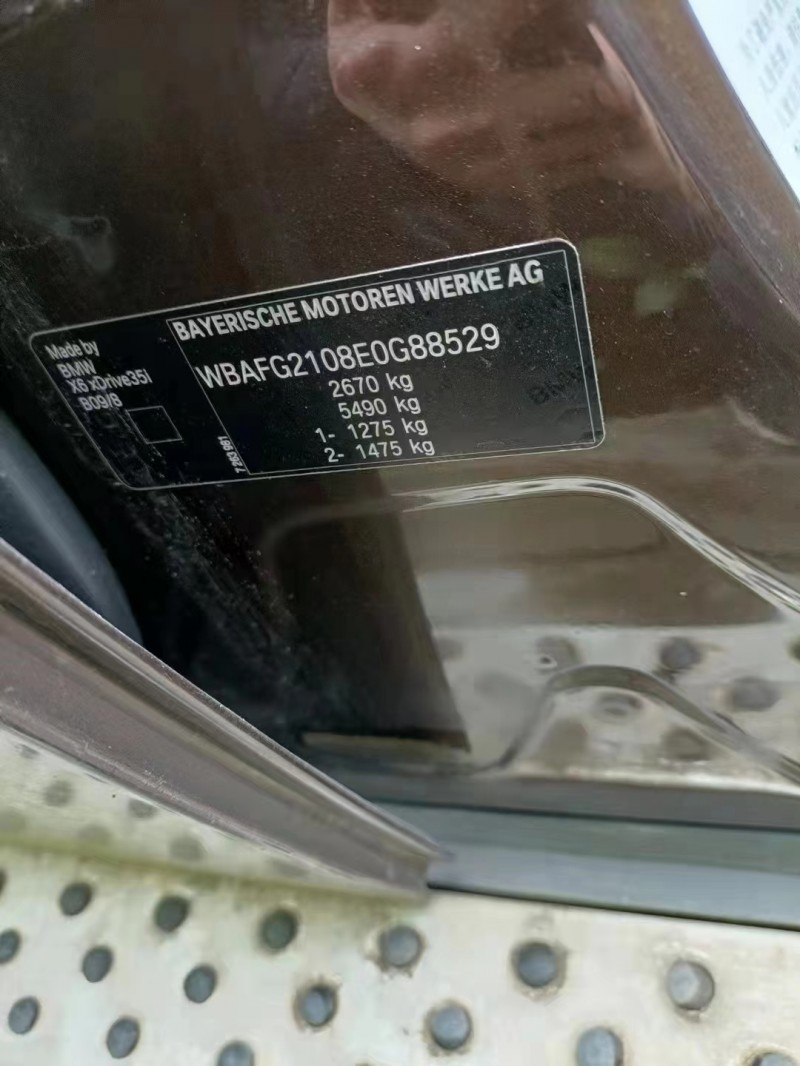 BAYERISCHE MOTOREN WERKE AG
Made by
BMW
X6 xDrive35i
B09/8
WBAFG2108E0G88529
2670 kg
5490 kg
1- 1275 kg
2- 1475 kg
7263981